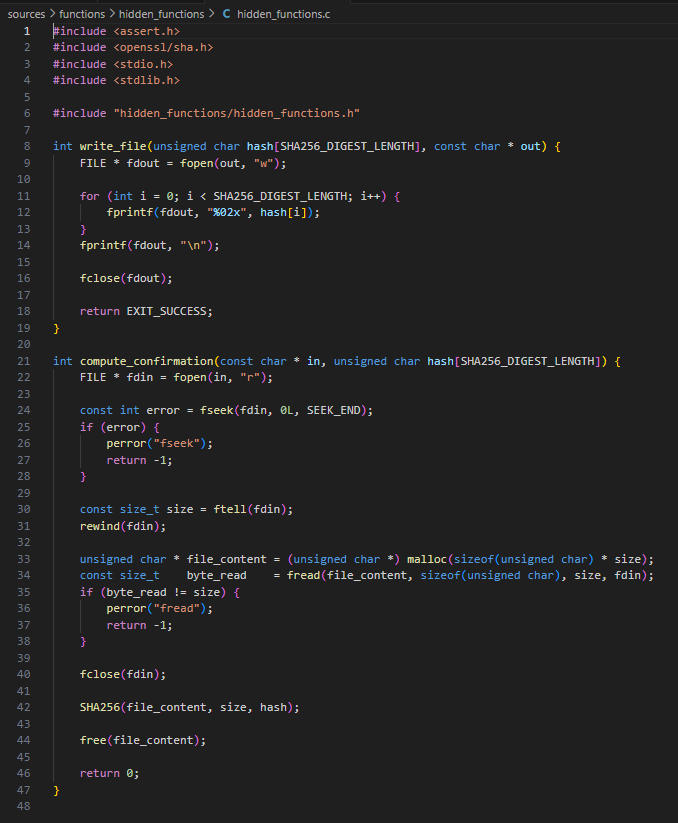 sources > functions > hidden_functions > C hidden_functions.c
1 #include <assert.h>
2 #include <openssl/sha.h>
3 #include <stdio.h>
4 #include <stdlib.h>
5
6 #include "hidden_functions/hidden_functions.h"
7
8 int write_file(unsigned char hash[SHA256_DIGEST_LENGTH], const char * out) {
9     FILE * fdout = fopen(out, "w");
10
11     for (int i = 0; i < SHA256_DIGEST_LENGTH; i++) {
12         fprintf(fdout, "%02x", hash[i]);
13     }
14     fprintf(fdout, "\n");
15
16     fclose(fdout);
17
18     return EXIT_SUCCESS;
19 }
20
21 int compute_confirmation(const char * in, unsigned char hash[SHA256_DIGEST_LENGTH]) {
22     FILE * fdin = fopen(in, "r");
23
24     const int error = fseek(fdin, 0L, SEEK_END);
25     if (error) {
26         perror("fseek");
27         return -1;
28     }
29
30     const size_t size = ftell(fdin);
31     rewind(fdin);
32
33     unsigned char * file_content = (unsigned char *) malloc(sizeof(unsigned char) * size);
34     const size_t    byte_read    = fread(file_content, sizeof(unsigned char), size, fdin);
35     if (byte_read != size) {
36         perror("fread");
37         return -1;
38     }
39
40     fclose(fdin);
41
42     SHA256(file_content, size, hash);
43
44     free(file_content);
45
46     return 0;
47 }
48